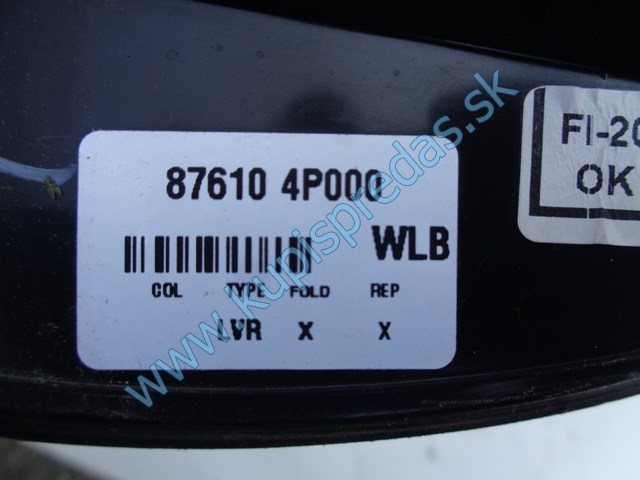 87610 4P000
WLB
COL TYPE FOLD REP
LVR X X
FI-20
OK
www.kupispredas.sk